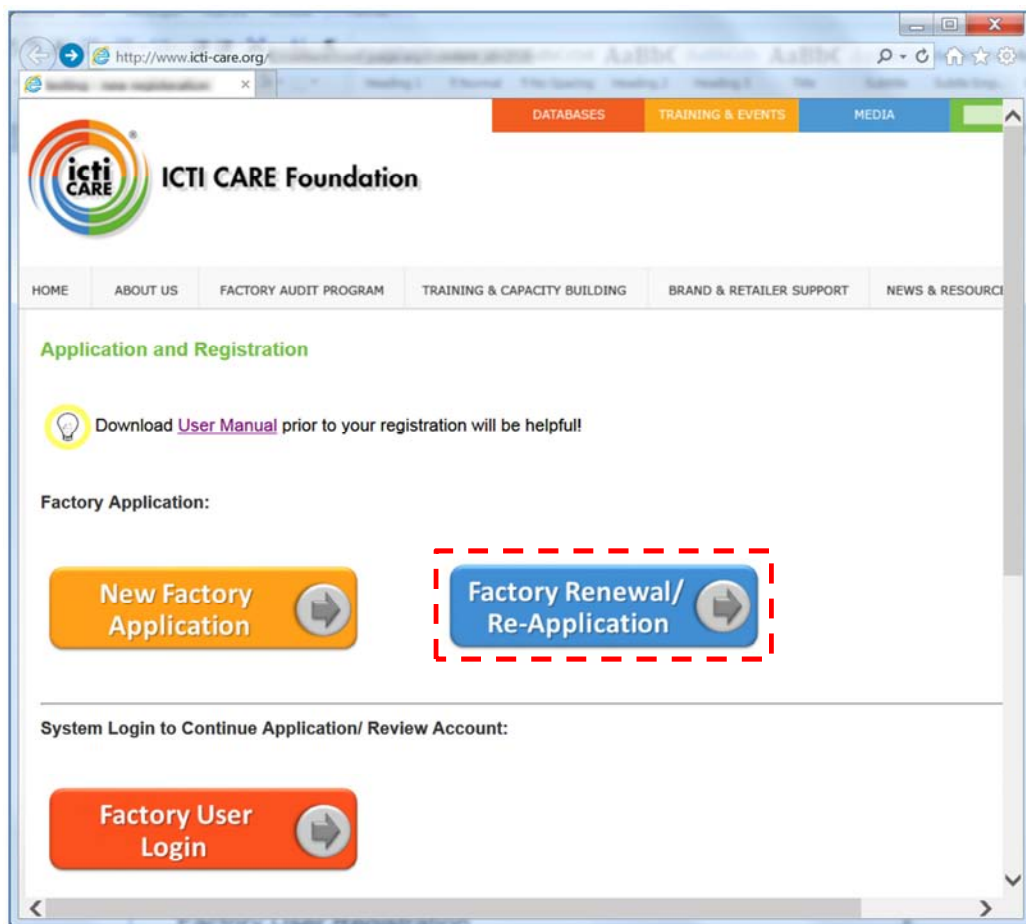 http://www.icti-care.org/
DATABASES
TRAINING & EVENTS
MEDIA
icti
CARE
ICTI CARE Foundation
HOME
ABOUT US
FACTORY AUDIT PROGRAM
TRAINING & CAPACITY BUILDING
BRAND & RETAILER SUPPORT
NEWS & RESOURCE
Application and Registration
Download User Manual prior to your registration will be helpful!
Factory Application:
New Factory
Application
Factory Renewal/
Re-Application
System Login to Continue Application/ Review Account:
Factory User
Login